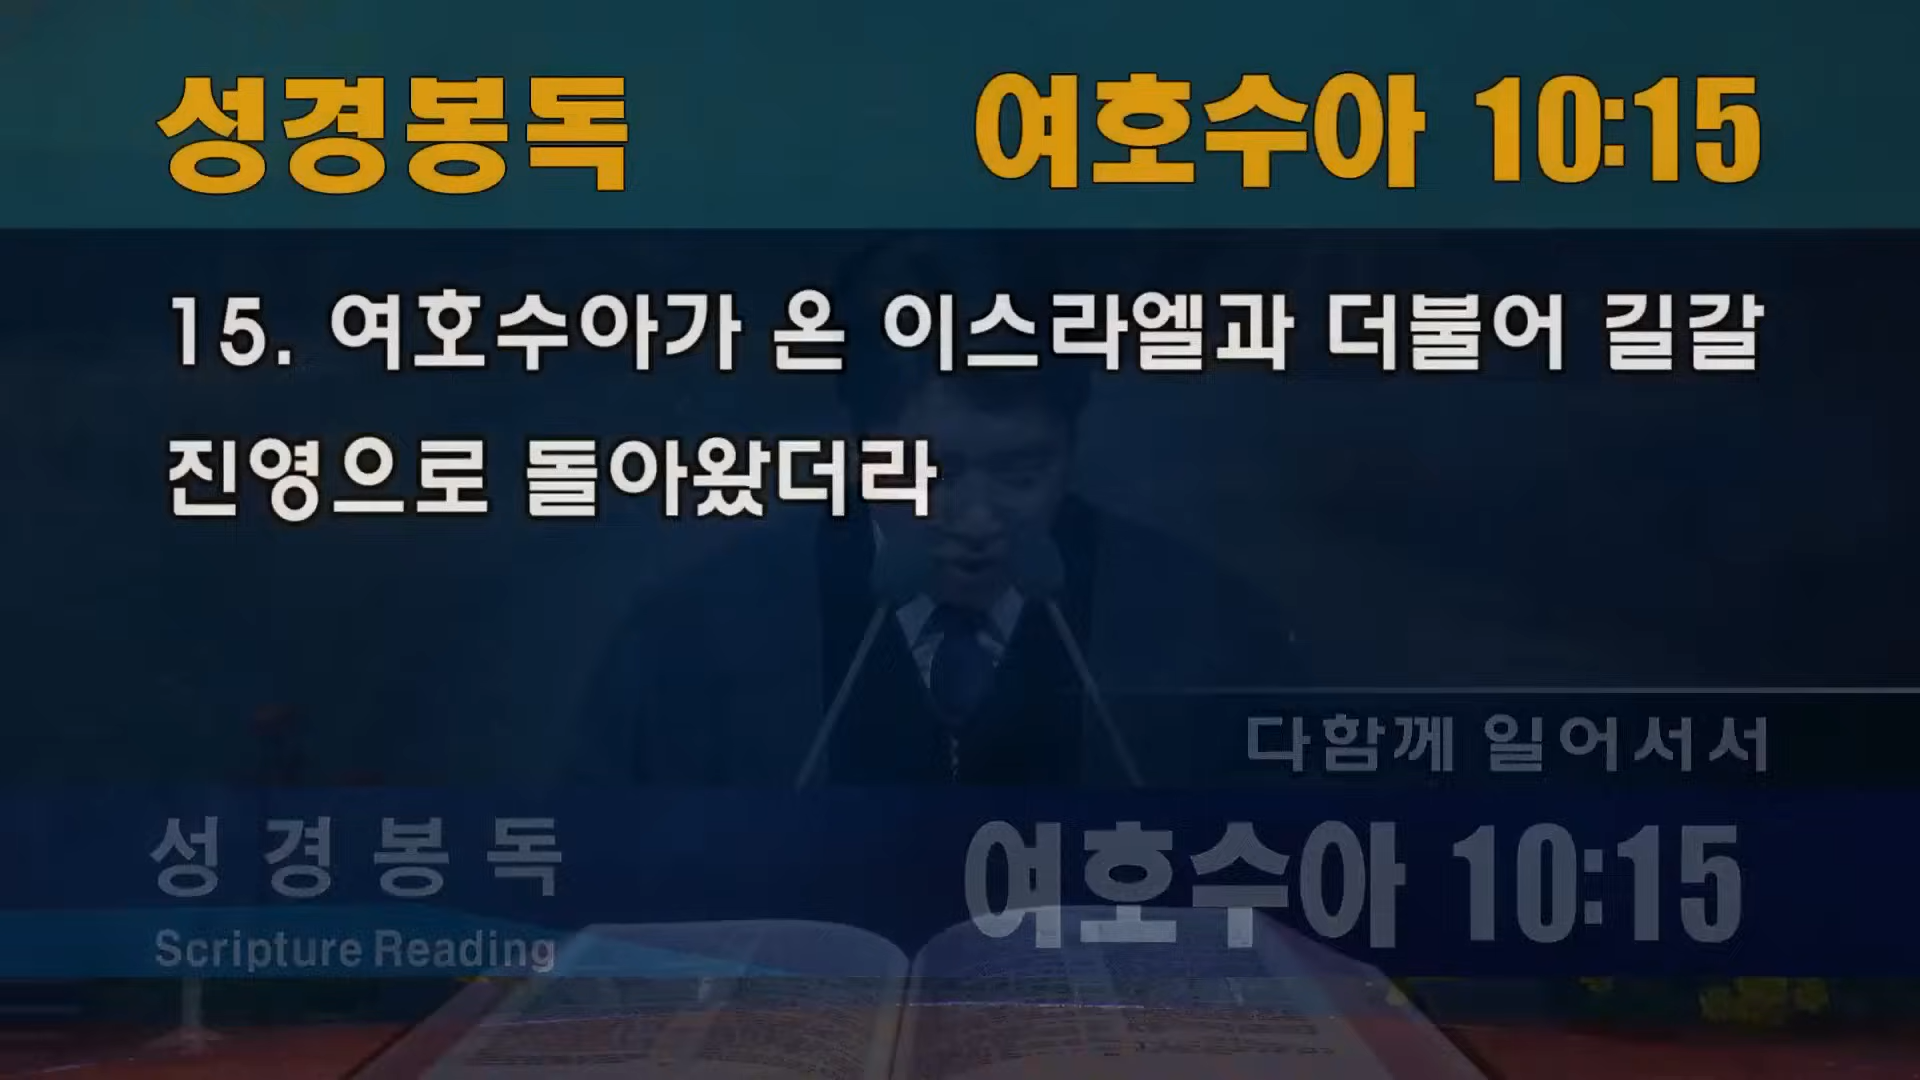 성경봉독 여호수아 10:15
15. 여호수아가 온 이스라엘과 더불어 길갈
진영으로 돌아왔더라
다함께 일어서서
성경봉독 여호수아 10:15
Scripture Reading